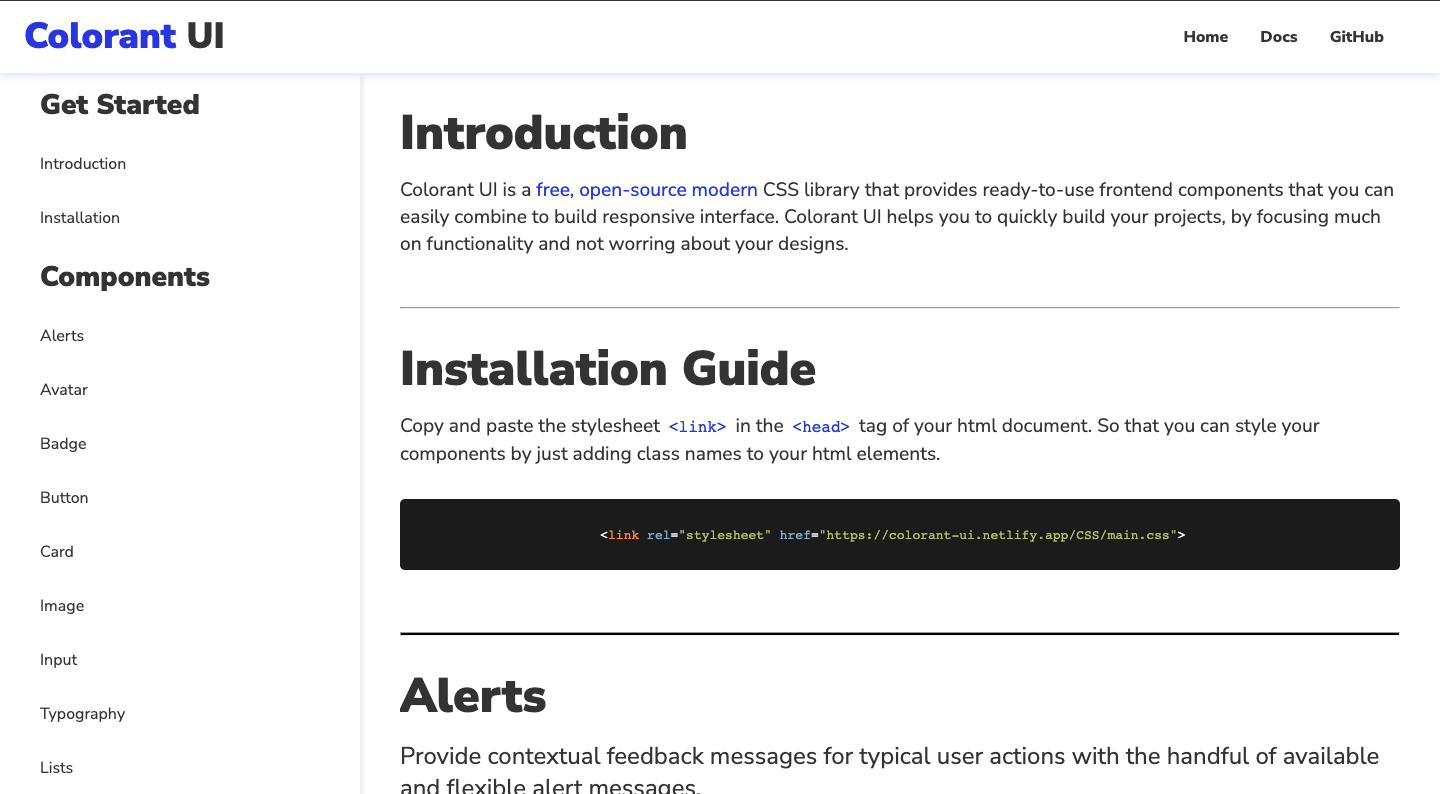 Colorant UI
Home Docs GitHub
Get Started
Introduction
Installation
Components
Alerts
Avatar
Badge
Button
Card
Image
Input
Typography
Lists
Introduction
Colorant UI is a free, open-source modern CSS library that provides ready-to-use frontend components that you can
easily combine to build responsive interface. Colorant UI helps you to quickly build your projects, by focusing much
on functionality and not worring about your designs.
Installation Guide
Copy and paste the stylesheet <link> in the <head> tag of your html document. So that you can style your
components by just adding class names to your html elements.
<link rel="stylesheet" href="https://colorant-ui.netlify.app/CSS/main.css">
Alerts
Provide contextual feedback messages for typical user actions with the handful of available
and flexible alert messages.